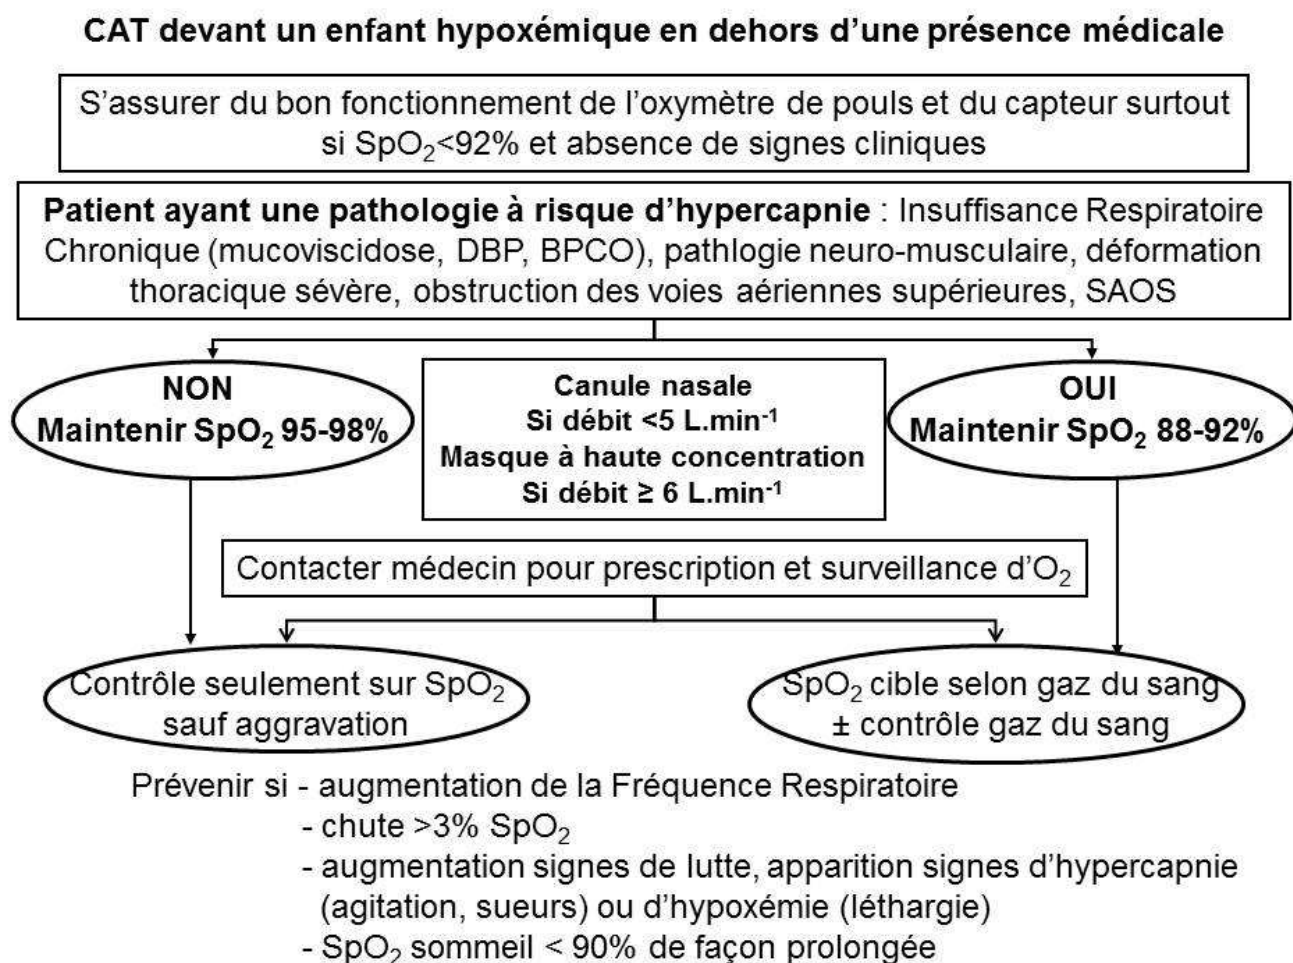 CAT devant un enfant hypoxémique en dehors d’une présence médicale
S’assurer du bon fonctionnement de l’oxymètre de pouls et du capteur surtout
si SpO₂<92% et absence de signes cliniques
Patient ayant une pathologie à risque d’hypercapnie : Insuffisance Respiratoire
Chronique (mucoviscidose, DBP, BPCO), pathlogie neuro-musculaire, déformation
thoracique sévère, obstruction des voies aériennes supérieures, SAOS
NON
Maintenir SpO₂ 95-98%
Canule nasale
Si débit <5 L.min⁻¹
Masque à haute concentration
Si débit ≥ 6 L.min⁻¹
OUI
Maintenir SpO₂ 88-92%
Contacter médecin pour prescription et surveillance d’O₂
Contrôle seulement sur SpO₂
sauf aggravation
SpO₂ cible selon gaz du sang
± contrôle gaz du sang
Prévenir si - augmentation de la Fréquence Respiratoire
- chute >3% SpO₂
- augmentation signes de lutte, apparition signes d’hypercapnie
(agitation, sueurs) ou d’hypoxémie (léthargie)
- SpO₂ sommeil < 90% de façon prolongée